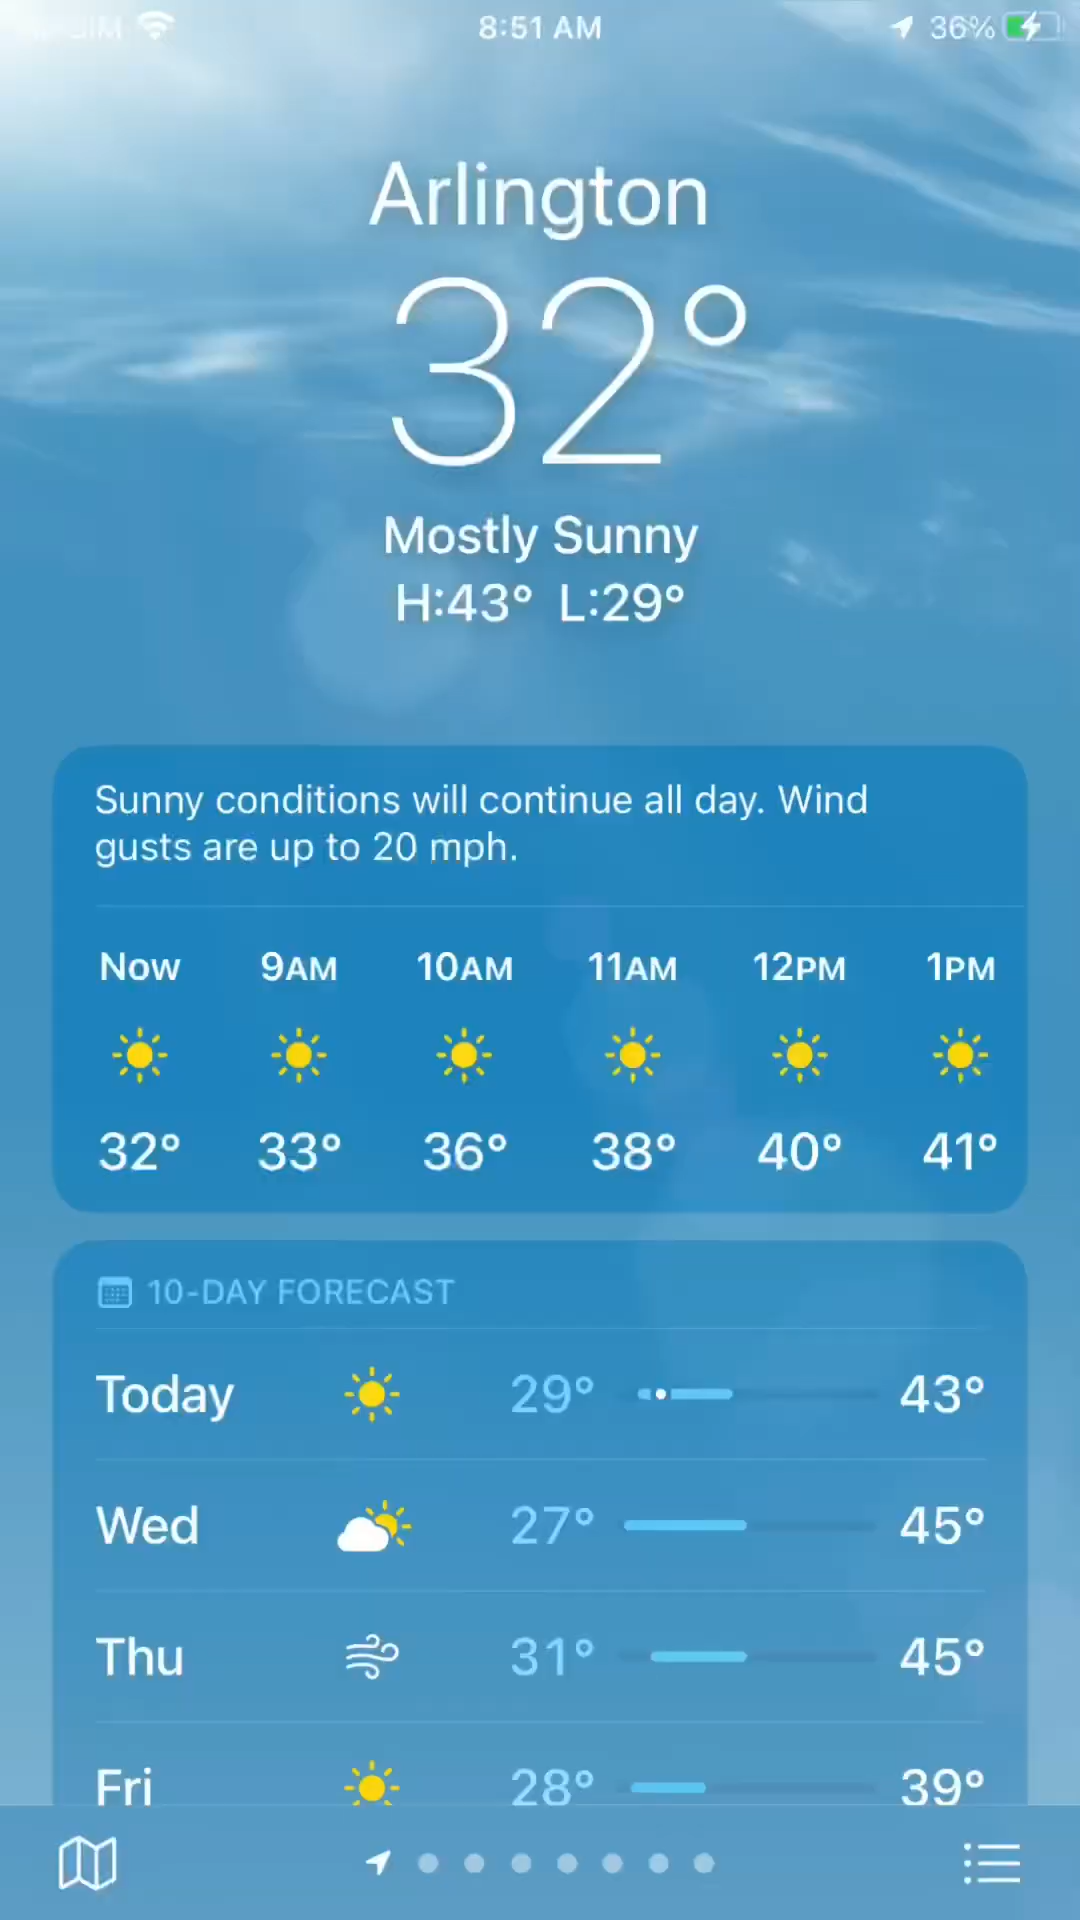 8:51 AM
36%
Arlington
32°
Mostly Sunny
H:43° L:29°
Sunny conditions will continue all day. Wind
gusts are up to 20 mph.
Now 9AM 10AM 11AM 12PM 1PM
32° 33° 36° 38° 40° 41°
10-DAY FORECAST
Today 29° 43°
Wed 27° 45°
Thu 31° 45°
Fri 28° 39°